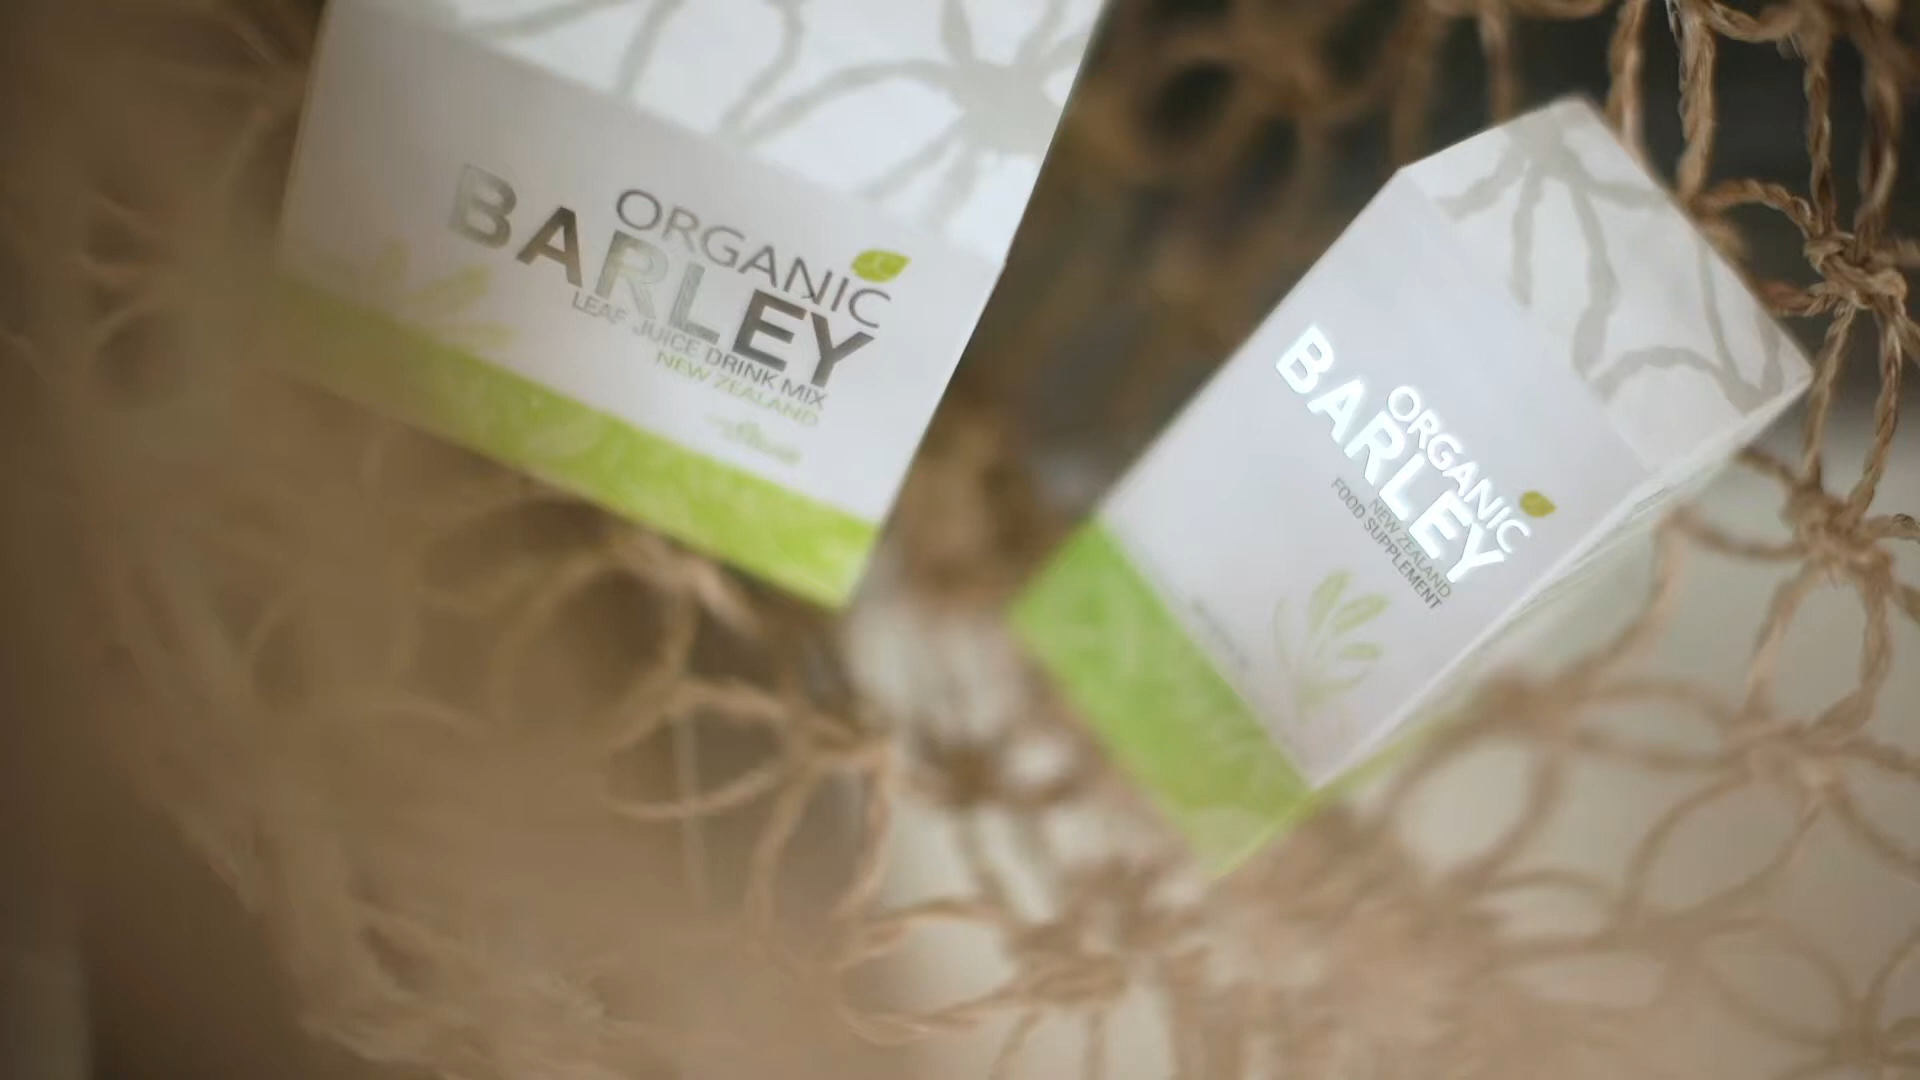 ORGANIC
BARLEY
LEAF JUICE DRINK MIX
NEW ZEALAND
ORGANIC
BARLEY
NEW ZEALAND
FOOD SUPPLEMENT